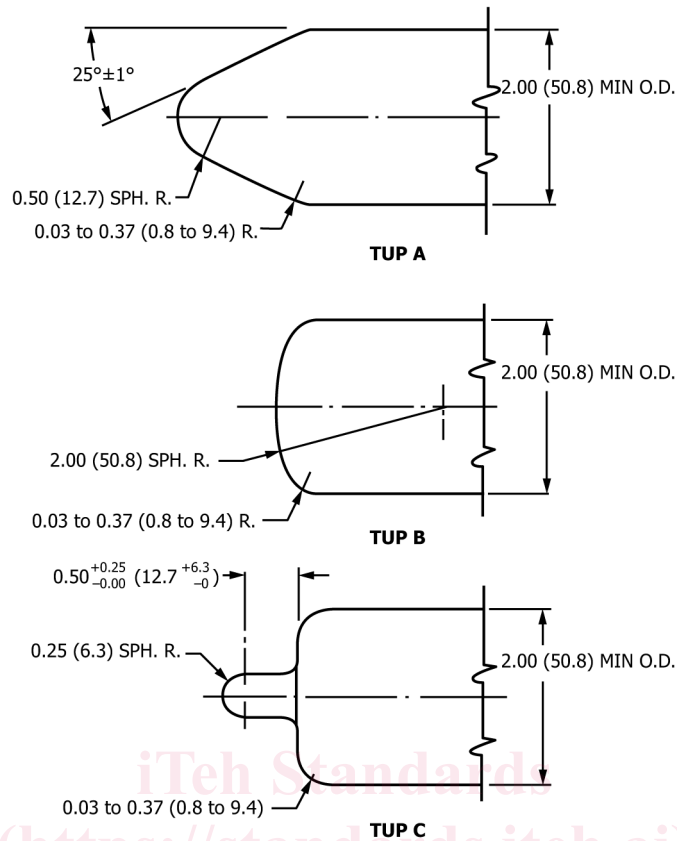 25°±1°
2.00 (50.8) MIN O.D.
0.50 (12.7) SPH. R.
0.03 to 0.37 (0.8 to 9.4) R.
TUP A
2.00 (50.8) MIN O.D.
2.00 (50.8) SPH. R.
0.03 to 0.37 (0.8 to 9.4) R.
TUP B
0.50 +0.25 –0.00 (12.7 +6.3 –0)
0.25 (6.3) SPH. R.
2.00 (50.8) MIN O.D.
iTeh Standards
0.03 to 0.37 (0.8 to 9.4)
TUP C
(https://standards.iteh.ai)